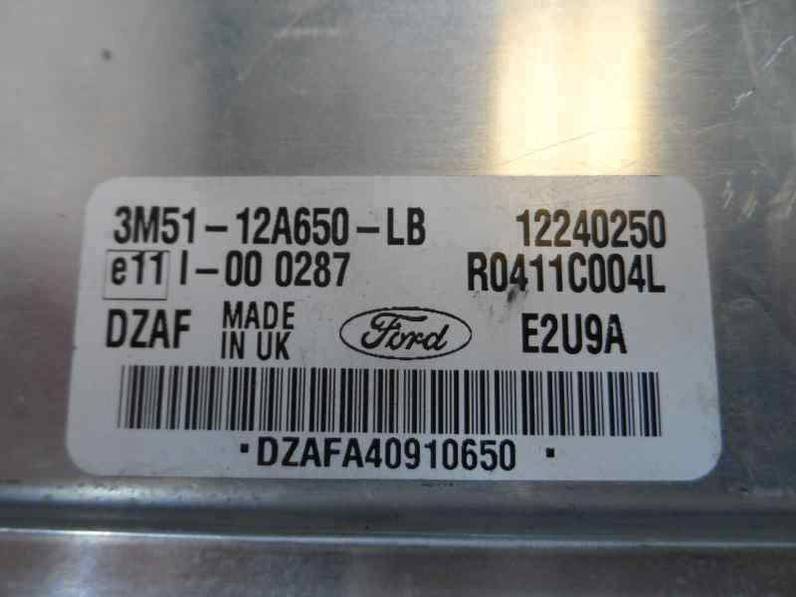 3M51-12A650-LB 12240250
e11 I-00 0287 R0411C004L
DZAF MADE IN UK Ford E2U9A
·DZAFA40910650 ·